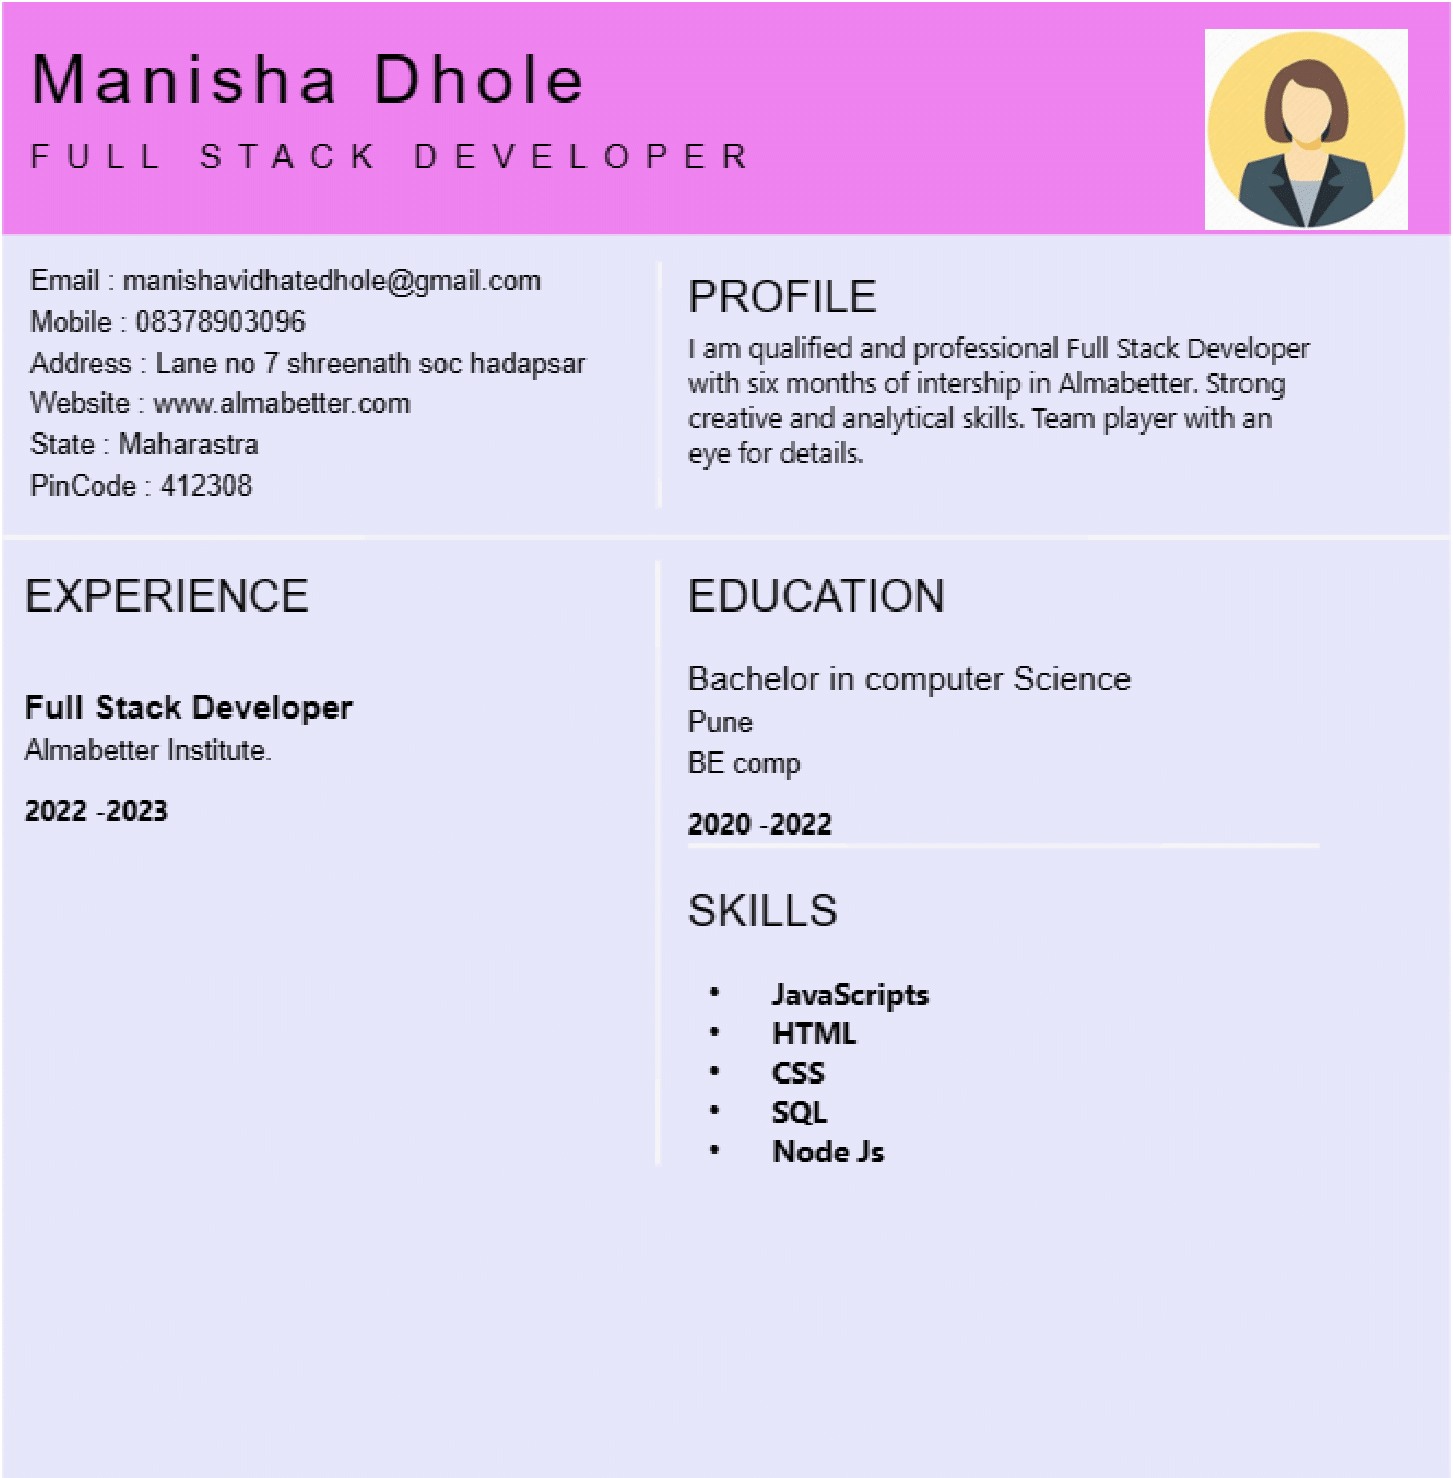 Manisha Dhole
FULL STACK DEVELOPER
Email : manishavidhatedhole@gmail.com
Mobile : 08378903096
Address : Lane no 7 shreenath soc hadapsar
Website : www.almabetter.com
State : Maharastra
PinCode : 412308
PROFILE
I am qualified and professional Full Stack Developer
with six months of intership in Almabetter. Strong
creative and analytical skills. Team player with an
eye for details.
EXPERIENCE
Full Stack Developer
Almabetter Institute.
2022 -2023
EDUCATION
Bachelor in computer Science
Pune
BE comp
2020 -2022
SKILLS
• JavaScripts
• HTML
• CSS
• SQL
• Node Js